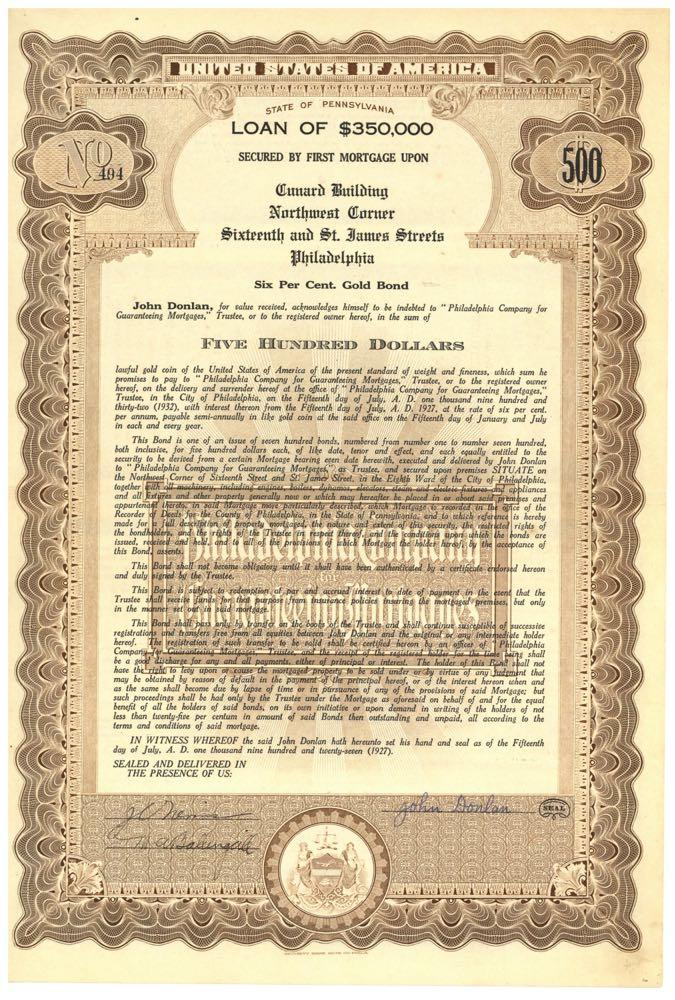 UNITED STATES OF AMERICA
STATE OF PENNSYLVANIA
LOAN OF $350,000
No 494
500
SECURED BY FIRST MORTGAGE UPON
Cunard Building
Northwest Corner
Sixteenth and St. James Streets
Philadelphia
Six Per Cent. Gold Bond
John Donlan, for value received, acknowledges himself to be indebted to "Philadelphia Company for
Guaranteeing Mortgages," Trustee, or to the registered owner hereof, in the sum of
FIVE HUNDRED DOLLARS
lawful gold coin of the United States of America of the present standard of weight and fineness, which sum he
promises to pay to "Philadelphia Company for Guaranteeing Mortgages," Trustee, or to the registered owner
hereof, on the delivery and surrender hereof at the office of "Philadelphia Company for Guaranteeing Mortgages,"
Trustee, in the City of Philadelphia, on the Fifteenth day of July, A. D. one thousand nine hundred and
thirty-two (1932), with interest thereon from the Fifteenth day of July, A. D. 1927, at the rate of six per cent.
per annum, payable semi-annually in like gold coin at the said office on the Fifteenth day of January and July
in each and every year.
This Bond is one of an issue of seven hundred bonds, numbered from number one to number seven hundred,
both inclusive, for five hundred dollars each, of like date, tenor and effect, and each equally entitled to the
security to be derived from a certain Mortgage bearing even date herewith, executed and delivered by John Donlan
to "Philadelphia Company for Guaranteeing Mortgages," as Trustee, and secured upon premises SITUATE on
the Northwest Corner of Sixteenth Street and St. James Street, in the Eighth Ward of the City of Philadelphia,
together with all machinery, including engines, boilers, dynamos, elevators, steam and electric fixtures and appliances
and all fixtures and other property generally now or which may hereafter be placed in or about said premises and
appurtenant hereto, in said Mortgage more particularly described, which Mortgage is recorded in the office of the
Recorder of Deeds for the County of Philadelphia, in the State of Pennsylvania, and to which reference is hereby
made for a full description of property mortgaged, the nature and extent of this security, the restricted rights of
the bondholders, the rights of the Trustee under and thereof, and the conditions on which the bonds are
issued, received and held, to all of the provisions of which Mortgage the holder hereof, by the acceptance of
this Bond, assents.
This Bond shall not become obligatory until it shall have been authenticated by a certificate endorsed hereon
and duly signed by the Trustee.
This Bond is subject to redemption at par and accrued interest to date of payment in the event that the
Trustee shall receive funds for that purpose from insurance policies insuring the mortgaged premises, but only
in the manner set out in said mortgage.
This Bond shall pass only by transfer on the books of the Trustee and shall continue susceptible of successive
registrations and transfers free from all equities between John Donlan and the original or any intermediate holder
hereof. The registration of such transfer to be valid shall be certified hereon by an officer of "Philadelphia
Company for Guaranteeing Mortgages," Trustee, and the receipt of the registered holder for the time being shall
be a good discharge for any and all payments, either of principal or interest. The holder of this Bond shall not
have the right to levy upon or cause the mortgaged property to be sold under or by virtue of any judgment that
may be obtained by reason of default in the payment of the principal hereof, or of the interest hereon when and
as the same shall become due by lapse of time or in pursuance of any of the provisions of said Mortgage; but
such proceedings shall be had only by the Trustee under the Mortgage as aforesaid on behalf of and for the equal
benefit of all the holders of said bonds, on its own initiative or upon demand in writing of the holders of not
less than twenty-five per centum in amount of said Bonds then outstanding and unpaid, all according to the
terms and conditions of said mortgage.
IN WITNESS WHEREOF the said John Donlan hath hereunto set his hand and seal as of the Fifteenth
day of July, A. D. one thousand nine hundred and twenty-seven (1927).
SEALED AND DELIVERED IN
THE PRESENCE OF US:
John Donlan
SEAL